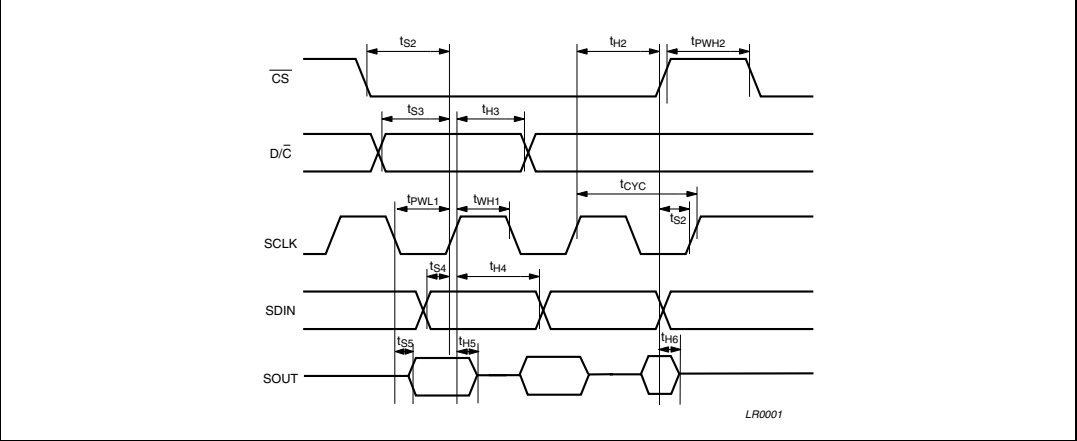 tS2
tH2
tPWH2
CS
tS3
tH3
D/C
tCYC
tPWL1
tWH1
tS2
SCLK
tS4
tH4
SDIN
tS5
tH5
tH6
SOUT
LR0001